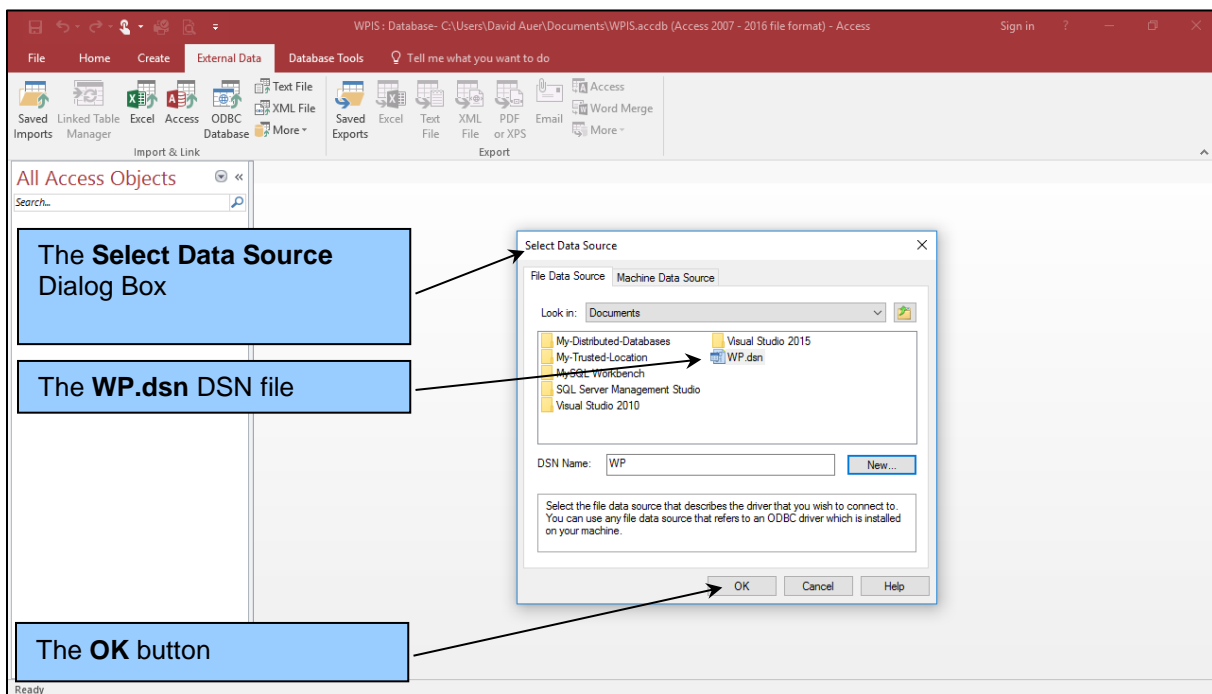 WPIS : Database- C:\Users\David Auer\Documents\WPIS.accdb (Access 2007 - 2016 file format) - Access
Sign in ?
File Home Create External Data Database Tools Tell me what you want to do
Saved Imports
Linked Table Manager
Excel
Access
ODBC Database
Text File
XML File
More
Import & Link
Saved Exports
Excel
Text File
XML File
PDF or XPS
Email
Access
Word Merge
More
Export
All Access Objects
Search...
The Select Data Source
Dialog Box
The WP.dsn DSN file
The OK button
Select Data Source
File Data Source Machine Data Source
Look in: Documents
My-Distributed-Databases
My-Trusted-Location
MySQL Workbench
SQL Server Management Studio
Visual Studio 2010
Visual Studio 2015
WP.dsn
DSN Name: WP New...
Select the file data source that describes the driver that you wish to connect to.
You can use any file data source that refers to an ODBC driver which is installed
on your machine.
OK Cancel Help
Ready